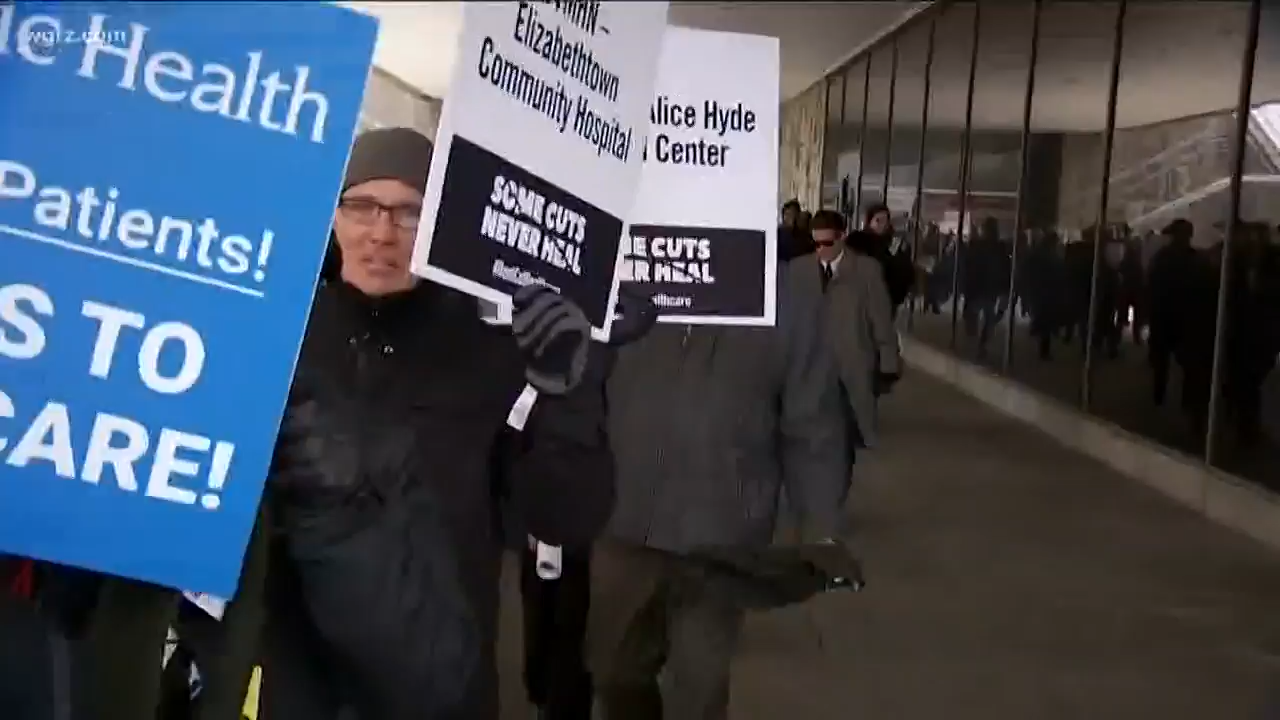 wgrz.com
Health
Patients!
S TO
CARE!
Elizabethtown
Community Hospital
SOME CUTS
NEVER HEAL
Alice Hyde
Center
E CUTS
ER HEAL